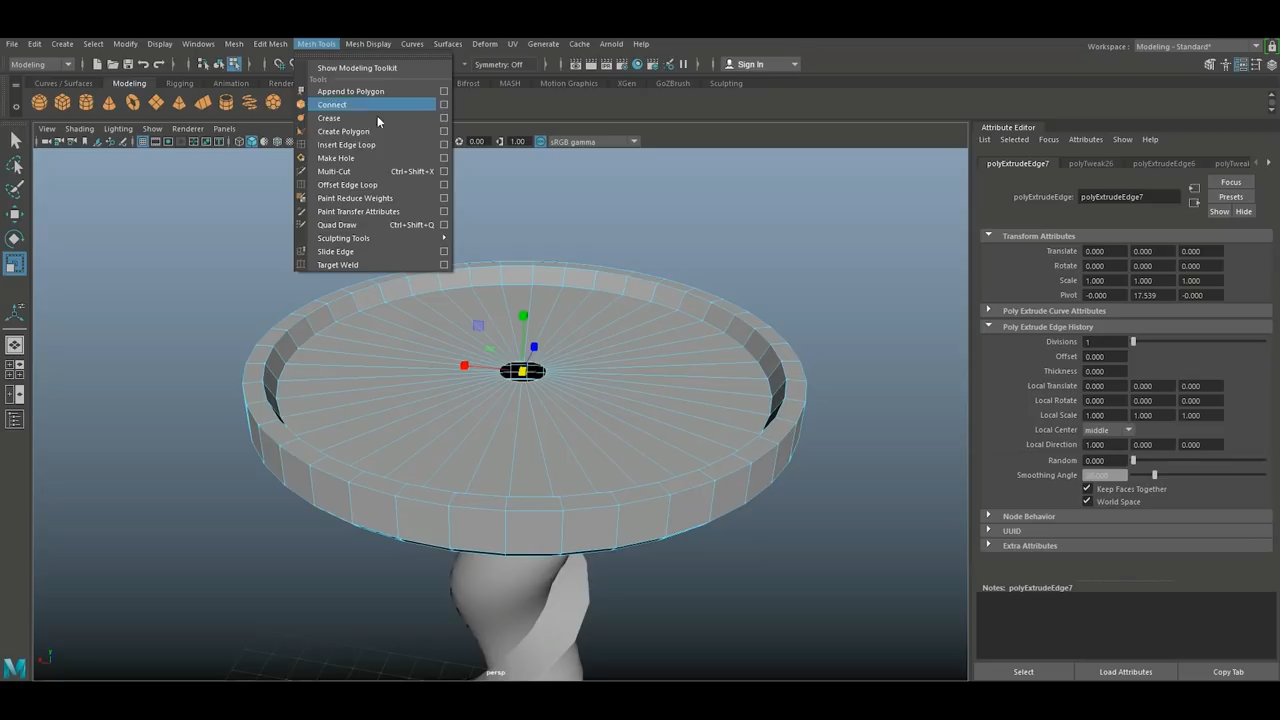 File Edit Create Select Modify Display Windows Mesh Edit Mesh Mesh Tools Mesh Display Curves Surfaces Deform UV Generate Cache Arnold Help
Workspace : Modeling - Standard*
Modeling
Symmetry: Off
Sign In
Curves / Surfaces Modeling Rigging Animation Bifrost MASH Motion Graphics XGen GoZBrush Arnold
View Shading Lighting Show Renderer Panels
0.00 1.00 sRGB gamma
Show Modeling Toolkit
Tools
Append to Polygon
Connect
Crease
Create Polygon
Insert Edge Loop
Make Hole
Multi-Cut Ctrl+Shift+X
Offset Edge Loop
Paint Reduce Weights
Paint Transfer Attributes
Quad Draw Ctrl+Shift+Q
Sculpting Tools
Slide Edge
Target Weld
persp
Attribute Editor
List Selected Focus Attributes Show Help
polyExtrudeEdge7 polyTweak26 polyExtrudeEdge6
polyExtrudeEdge: polyExtrudeEdge7
Focus
Presets
Show Hide
Transform Attributes
Translate 0.000 0.000 0.000
Rotate 0.000 0.000 0.000
Scale 1.000 1.000 1.000
Pivot -0.000 17.539 -0.000
Poly Extrude Curve Attributes
Poly Extrude Edge History
Divisions 1
Offset 0.000
Thickness 0.000
Local Translate 0.000 0.000 0.000
Local Rotate 0.000 0.000 0.000
Local Scale 1.000 1.000 1.000
Local Center middle
Local Direction 1.000 0.000 0.000
Random 0.000
Smoothing Angle
Keep Faces Together
World Space
Node Behavior
UUID
Extra Attributes
Notes: polyExtrudeEdge7
Select Load Attributes Copy Tab